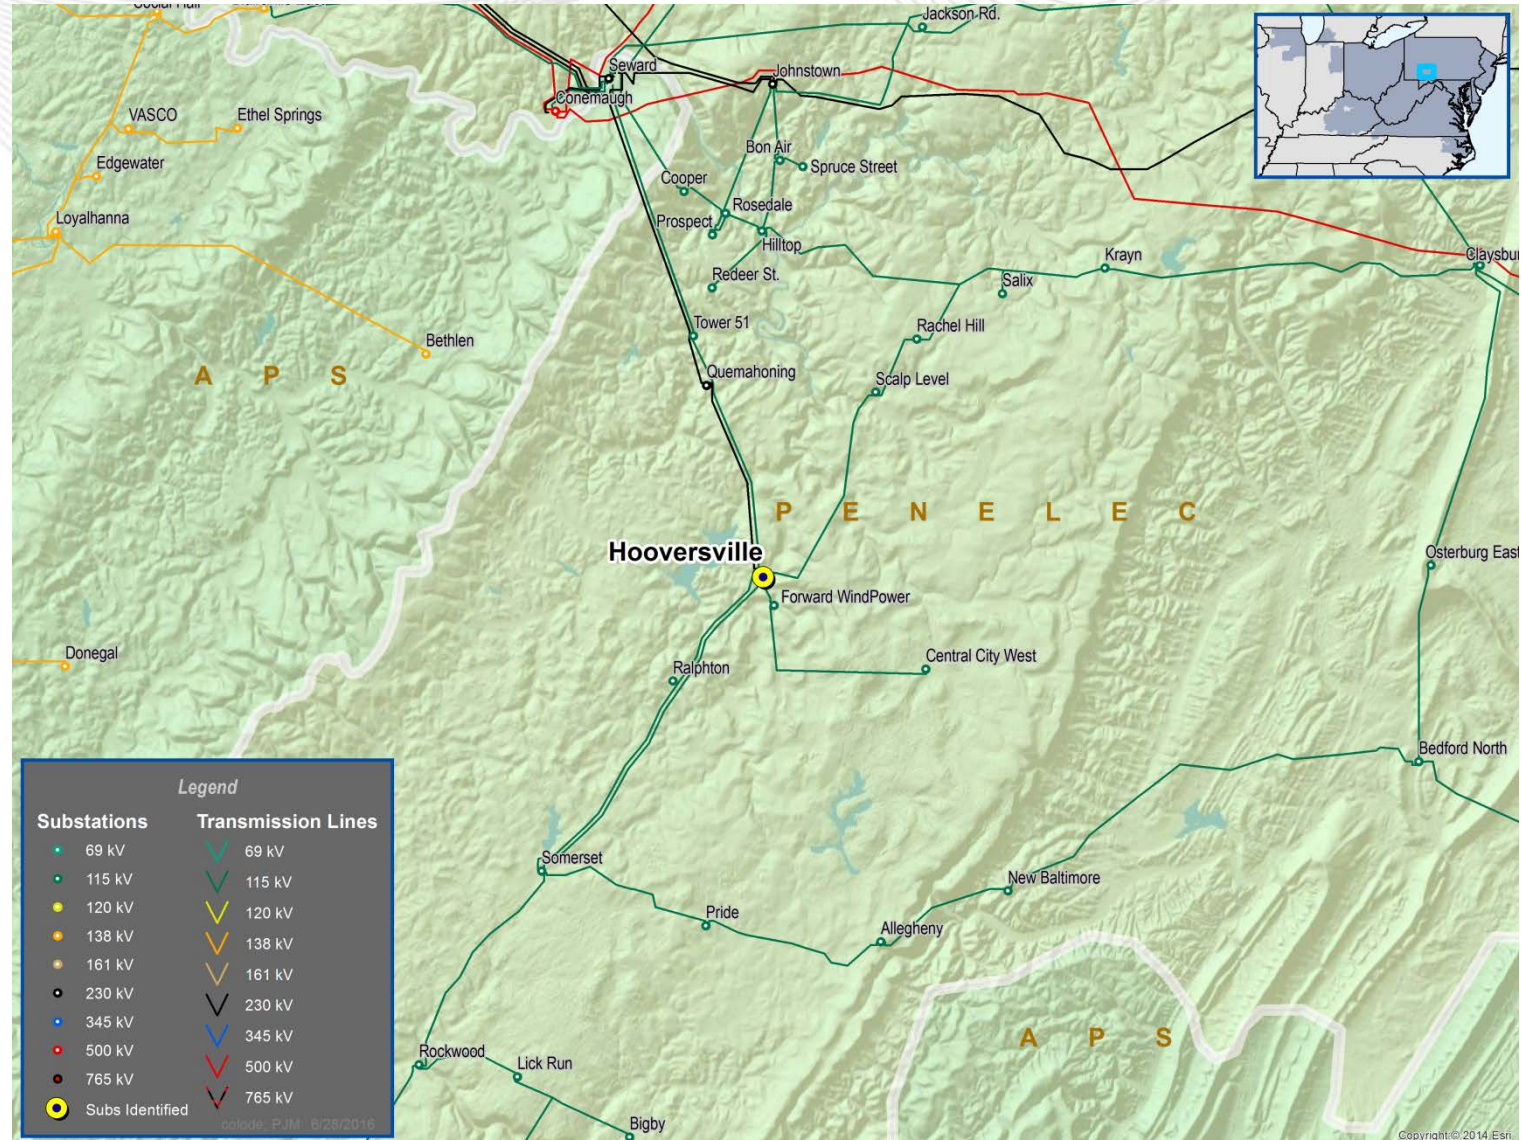 Jackson Rd.
Seward
Johnstown
Conemaugh
VASCO
Ethel Springs
Bon Air
Spruce Street
Edgewater
Cooper
Rosedale
Loyalhanna
Prospect
Hilltop
Krayn
Claysbur
Redeer St.
Salix
Tower 51
Rachel Hill
Bethlen
Quemahoning
Scalp Level
A P S
P E N E L E C
Hooversville
Osterburg East
Forward WindPower
Donegal
Ralphton
Central City West
Bedford North
Somerset
New Baltimore
Pride
Allegheny
A P S
Rockwood
Lick Run
Bigby
Legend
Substations
69 kV
115 kV
120 kV
138 kV
161 kV
230 kV
345 kV
500 kV
765 kV
Subs Identified
Transmission Lines
69 kV
115 kV
120 kV
138 kV
161 kV
230 kV
345 kV
500 kV
765 kV
colode; PJM 6/28/2016
Copyright:© 2014 Esri